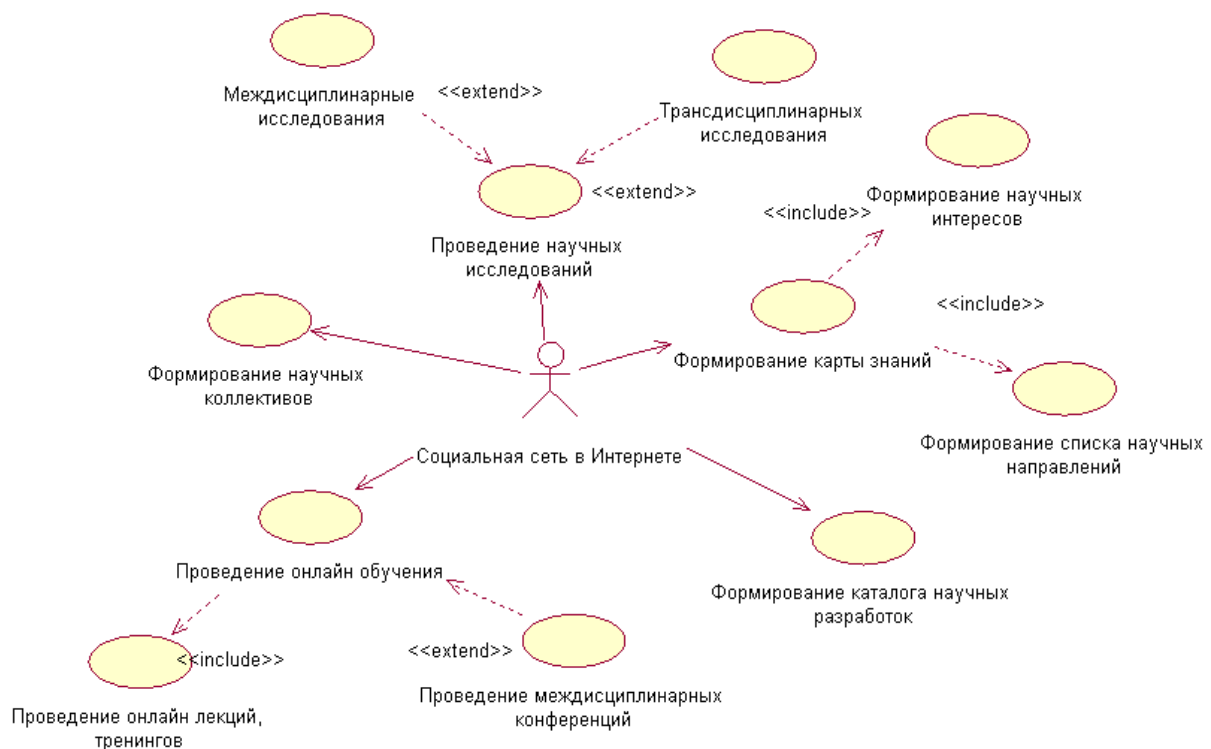 Междисциплинарные
исследования
<<extend>>
Трансдисциплинарных
исследования
<<extend>>
Проведение научных
исследований
<<include>>
Формирование научных
интересов
Формирование научных
коллективов
Формирование карты знаний
<<include>>
Формирование списка научных
направлений
Социальная сеть в Интернете
Проведение онлайн обучения
Формирование каталога научных
разработок
<<include>>
Проведение онлайн лекций,
тренингов
<<extend>>
Проведение междисциплинарных
конференций